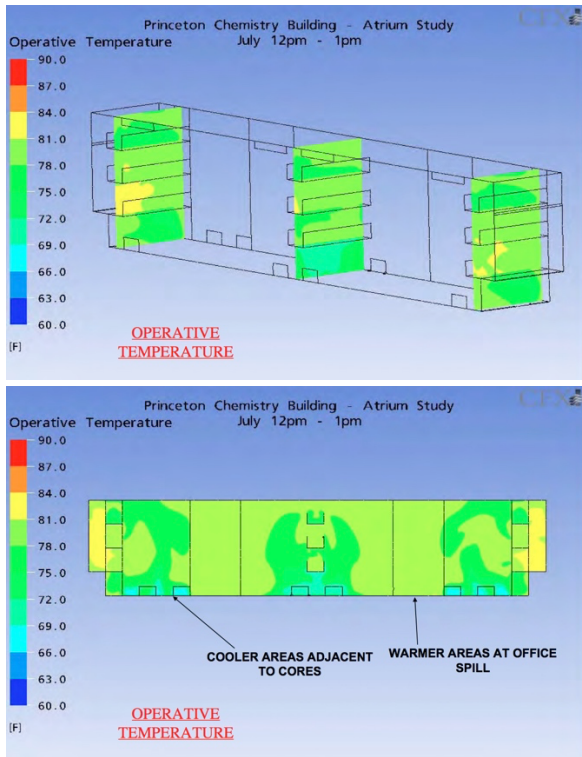 CFX
Princeton Chemistry Building - Atrium Study
Operative Temperature
July 12pm - 1pm
90.0
87.0
84.0
81.0
78.0
75.0
72.0
69.0
66.0
63.0
60.0
[F]
OPERATIVE
TEMPERATURE
CFX
Princeton Chemistry Building - Atrium Study
Operative Temperature
July 12pm - 1pm
90.0
87.0
84.0
81.0
78.0
75.0
72.0
69.0
66.0
63.0
60.0
[F]
COOLER AREAS ADJACENT
TO CORES
WARMER AREAS AT OFFICE
SPILL
OPERATIVE
TEMPERATURE